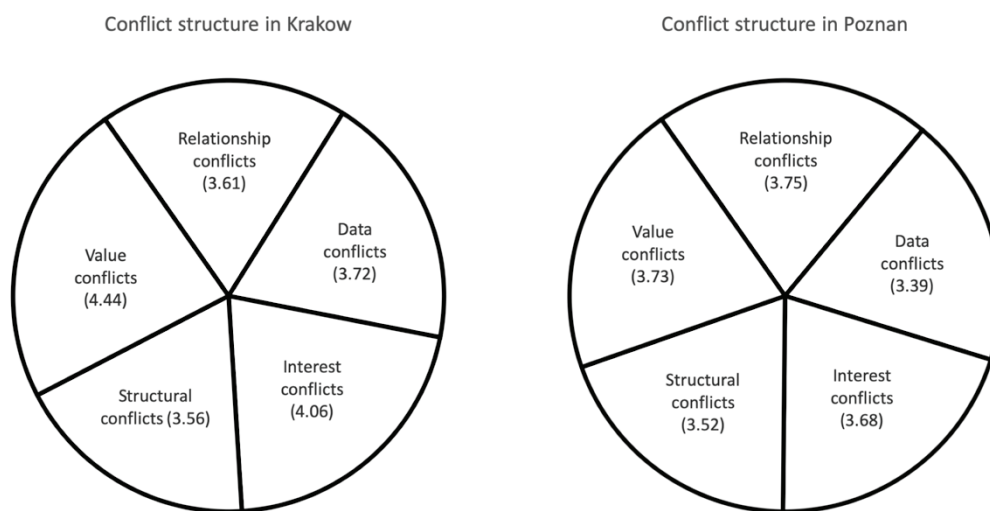 Conflict structure in Krakow
Relationship
conflicts
(3.61)
Data
conflicts
(3.72)
Interest
conflicts
(4.06)
Structural
conflicts (3.56)
Value
conflicts
(4.44)
Conflict structure in Poznan
Relationship
conflicts
(3.75)
Data
conflicts
(3.39)
Interest
conflicts
(3.68)
Structural
conflicts
(3.52)
Value
conflicts
(3.73)